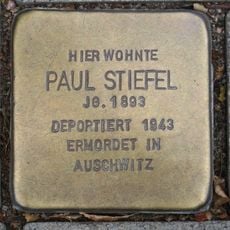 HIER WOHNTE
PAUL STIEFEL
JG. 1893
DEPORTIERT 1943
ERMORDET IN
AUSCHWITZ